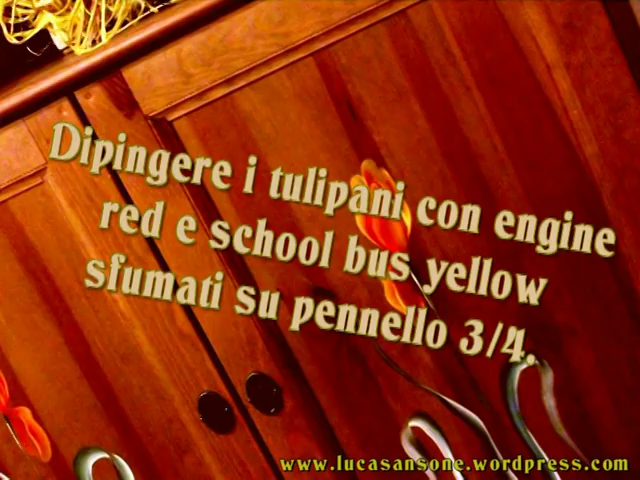 Dipingere i tulipani con engine
red e school bus yellow
sfumati su pennello 3/4.
www.lucasansone.wordpress.com